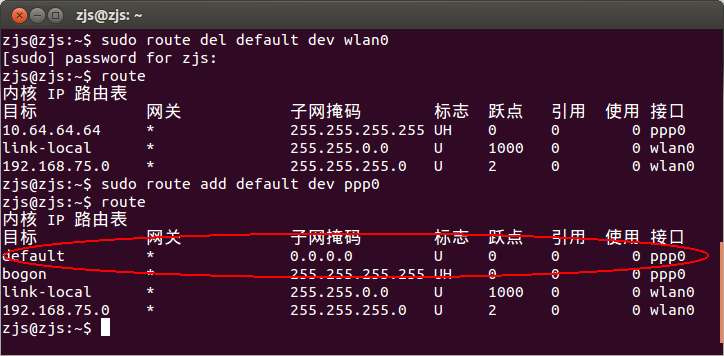 zjs@zjs: ~
zjs@zjs:~$ sudo route del default dev wlan0
[sudo] password for zjs:
zjs@zjs:~$ route
内核 IP 路由表
目标 网关 子网掩码 标志 跃点 引用 使用 接口
10.64.64.64 * 255.255.255.255 UH 0 0 0 ppp0
link-local * 255.255.0.0 U 1000 0 0 wlan0
192.168.75.0 * 255.255.255.0 U 2 0 0 wlan0
zjs@zjs:~$ sudo route add default dev ppp0
zjs@zjs:~$ route
内核 IP 路由表
目标 网关 子网掩码 标志 跃点 引用 使用 接口
default * 0.0.0.0 U 0 0 0 ppp0
bogon * 255.255.255.255 UH 0 0 0 ppp0
link-local * 255.255.0.0 U 1000 0 0 wlan0
192.168.75.0 * 255.255.255.0 U 2 0 0 wlan0
zjs@zjs:~$